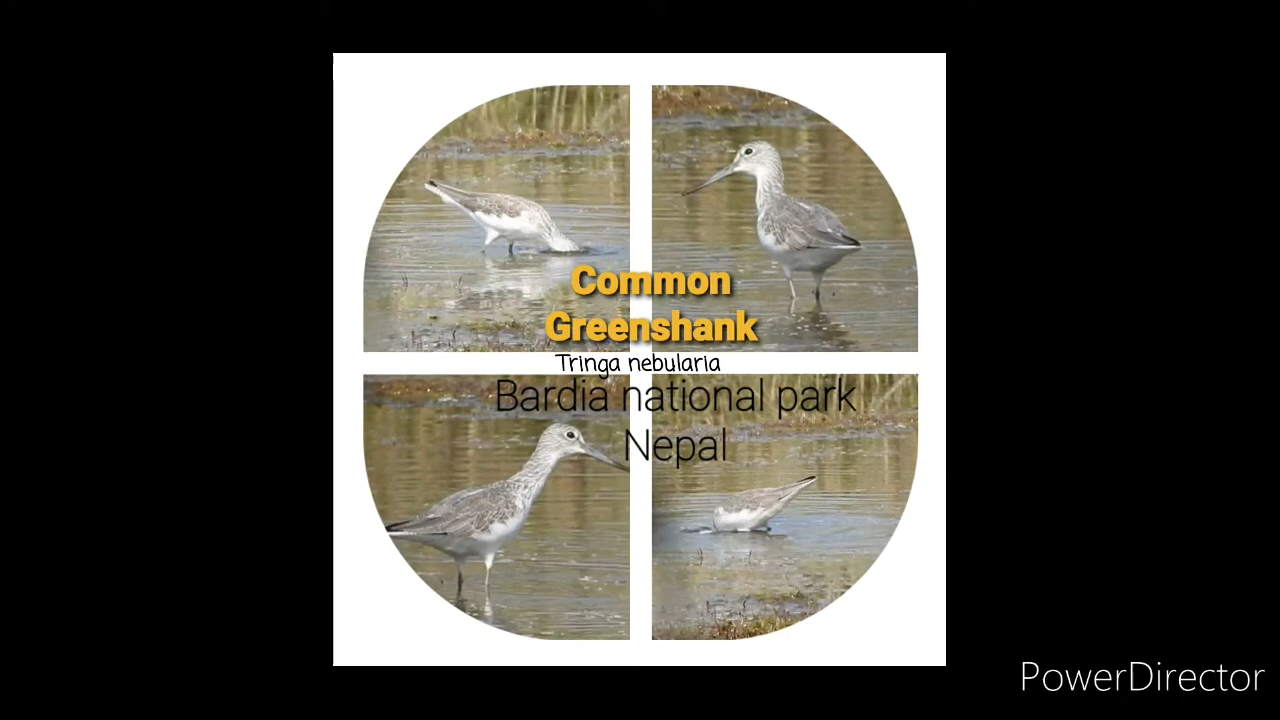 Common
Greenshank
Tringa nebularia
Bardia national park
Nepal
PowerDirector